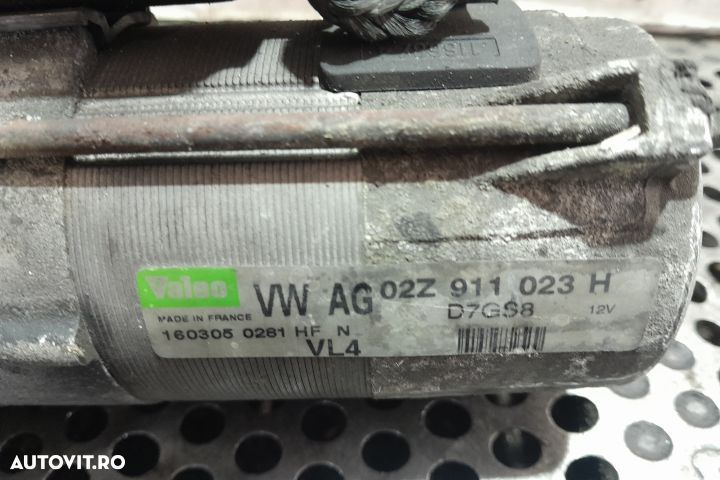 Valeo
VW AG 02Z 911 023 H
MADE IN FRANCE
D7GS8 12V
160305 0281 HF N
VL4
AUTOVIT.RO